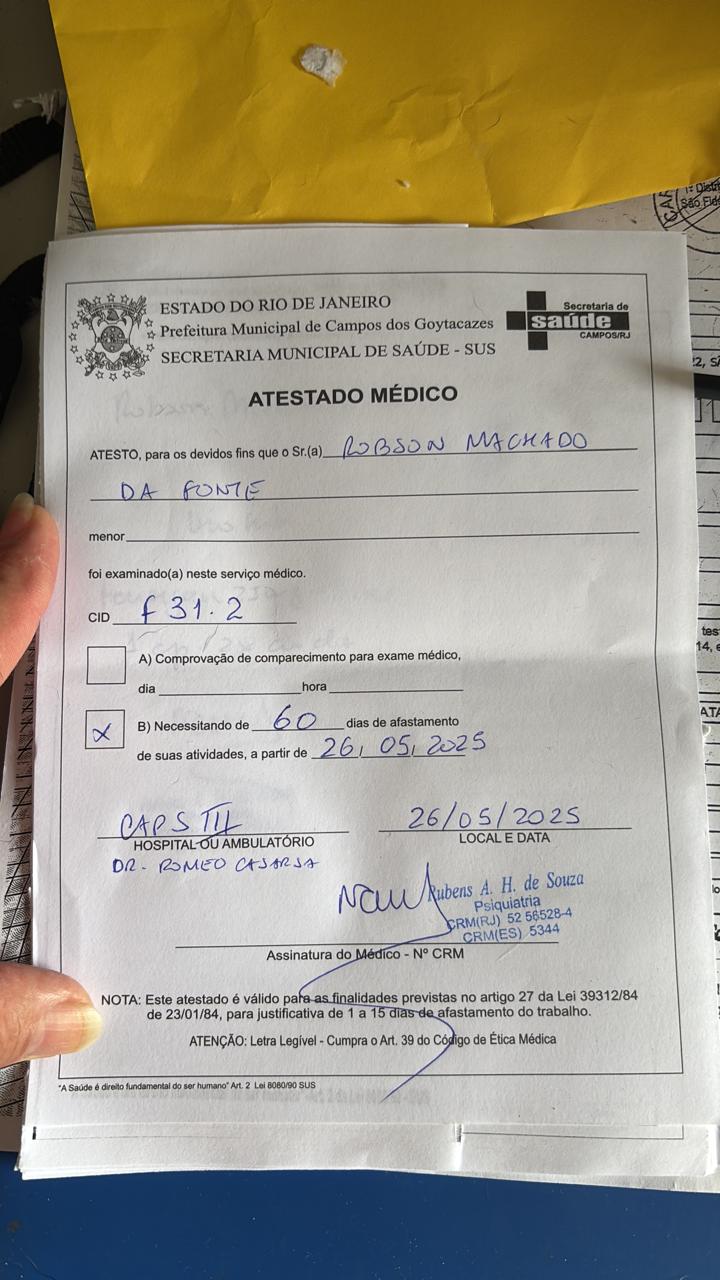 1º Distri
São Fidé
ESTADO DO RIO DE JANEIRO
Prefeitura Municipal de Campos dos Goytacazes
SECRETARIA MUNICIPAL DE SAÚDE - SUS
Secretaria de
saúde
CAMPOS/RJ
ATESTADO MÉDICO
ATESTO, para os devidos fins que o Sr.(a) ROBSON MACHADO
DA FONTE
menor
foi examinado(a) neste serviço médico.
CID F 31.2
A) Comprovação de comparecimento para exame médico,
dia hora
X B) Necessitando de 60 dias de afastamento
de suas atividades, a partir de 26, 05, 2025
CAPS III 26/05/2025
HOSPITAL OU AMBULATÓRIO LOCAL E DATA
DR. ROMEO CASARSA
Rubens A. H. de Souza
Psiquiatria
CRM(RJ) 52 56528-4
CRM(ES) 5344
Assinatura do Médico - Nº CRM
NOTA: Este atestado é válido para as finalidades previstas no artigo 27 da Lei 39312/84
de 23/01/84, para justificativa de 1 a 15 dias de afastamento do trabalho.
ATENÇÃO: Letra Legível - Cumpra o Art. 39 do Código de Ética Médica
"A Saúde é direito fundamental do ser humano" Art. 2 Lei 8080/90 SUS